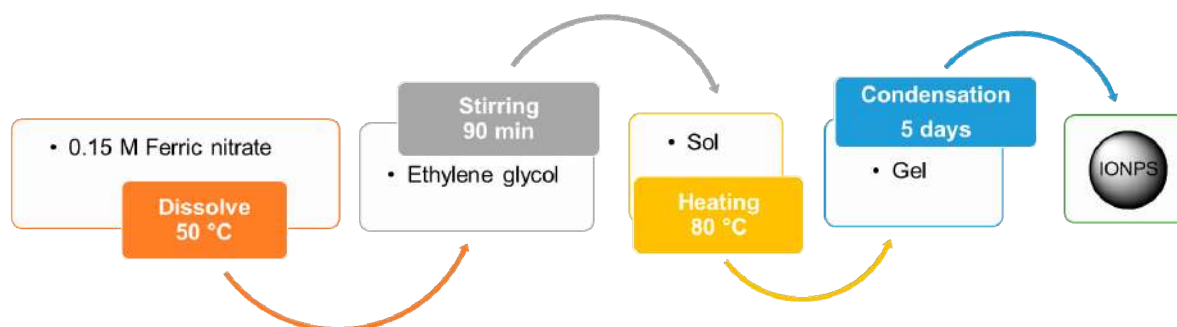 • 0.15 M Ferric nitrate
Dissolve
50 °C
Stirring
90 min
• Ethylene glycol
• Sol
Heating
80 °C
Condensation
5 days
• Gel
IONPS